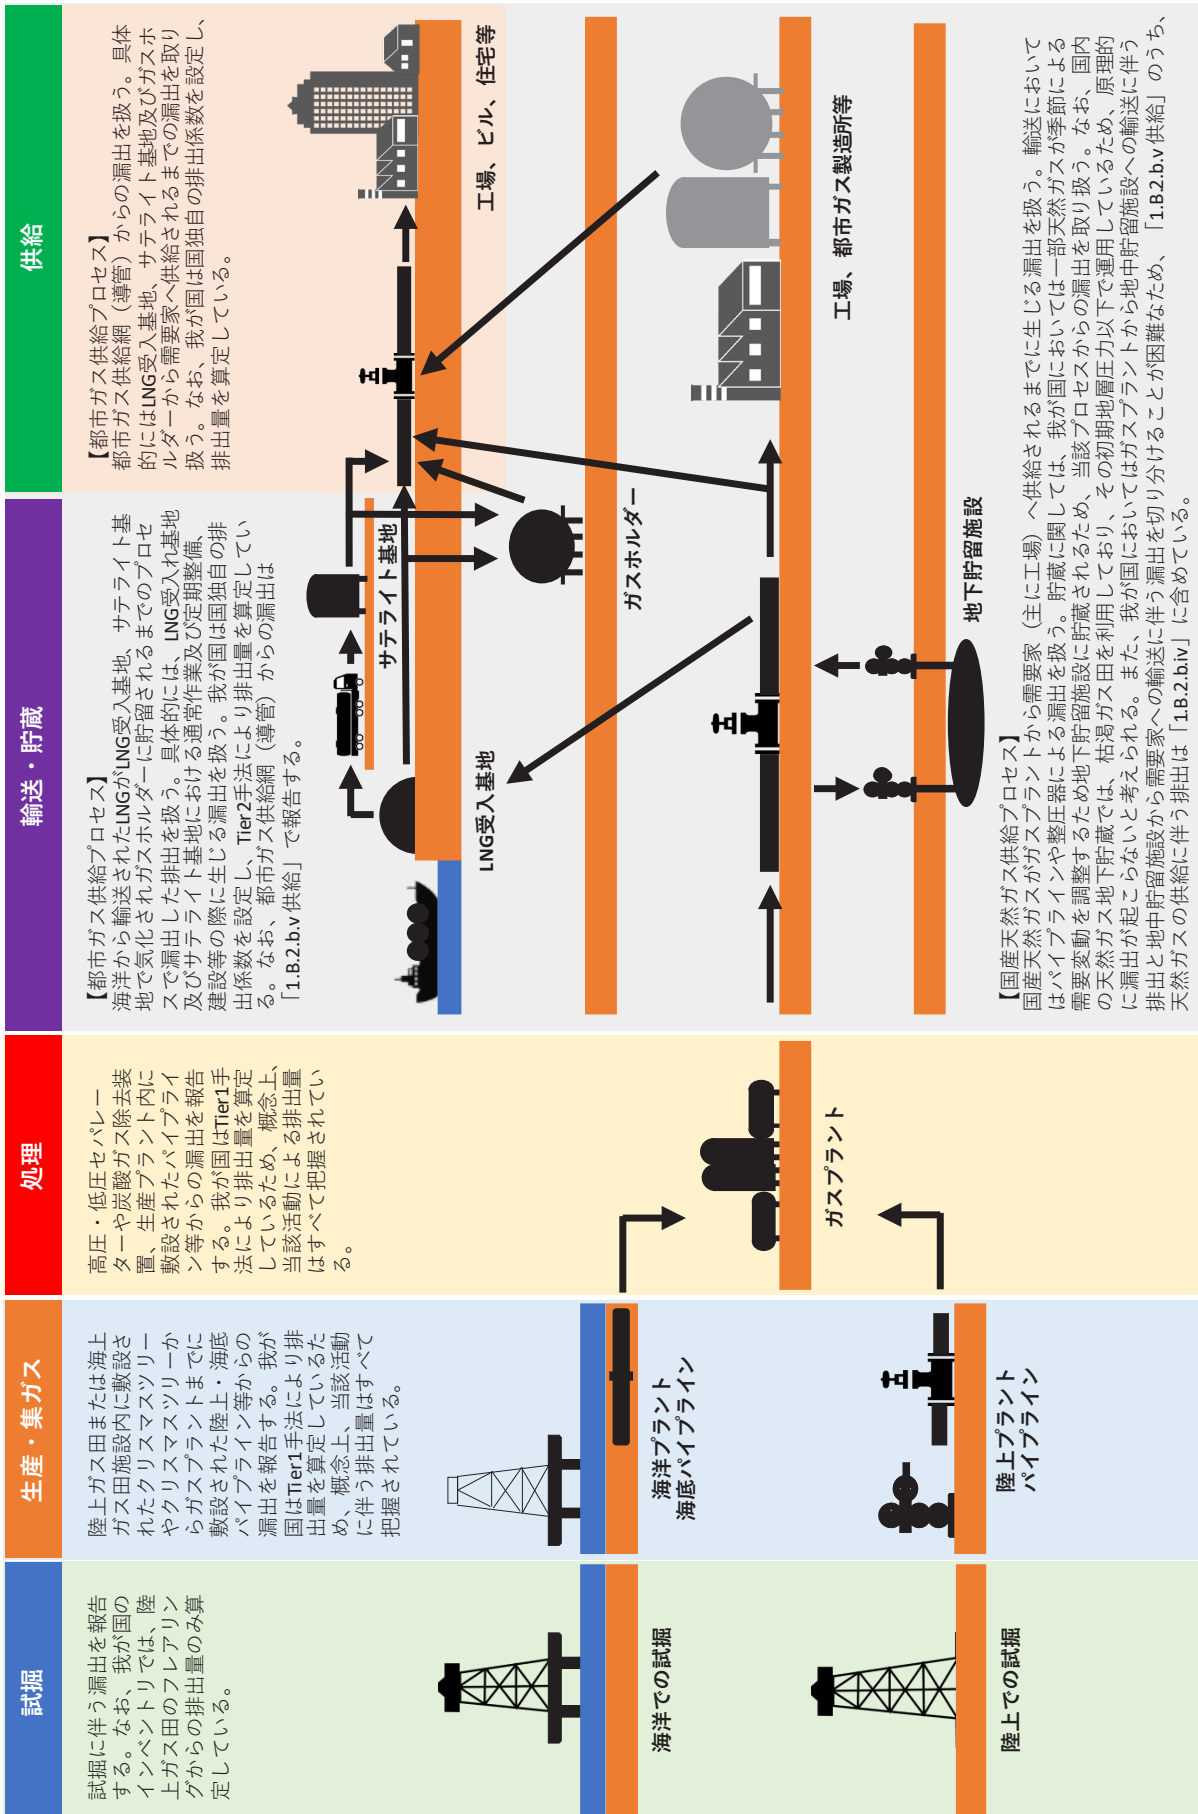 試掘
試掘に伴う漏出を報告
する。なお、我が国の
インベントリでは、陸
上ガス田のフレアリン
グからの排出量のみ算
定している。
海洋での試掘
陸上での試掘
生産・集ガス
陸上ガス田または海上
ガス田施設内に敷設さ
れたクリスマスツリー
やクリスマスツリーか
らガスプラントまでに
敷設された陸上・海底
パイプライン等からの
漏出を報告する。我が
国はTier1手法により排
出量を算定しているた
め、概念上、当該活動
に伴う排出量はすべて
把握されている。
海洋プラント
海底パイプライン
陸上プラント
パイプライン
処理
高圧・低圧セパレー
ターや炭酸ガス除去装
置、生産プラント内に
敷設されたパイプライ
ン等からの漏出を報告
する。我が国はTier1手
法により排出量を算定
しているため、概念上、
当該活動による排出量
はすべて把握されてい
る。
ガスプラント
輸送・貯蔵
【都市ガス供給プロセス】
海洋から輸送されたLNGがLNG受入基地、サテライト基
地で気化されガスホルダーに貯留されるまでのプロセ
スで漏出した排出を扱う。具体的には、LNG受入れ基地
及びサテライト基地における通常作業及び定期整備、
建設等の際に生じる漏出を扱う。我が国は国独自の排
出係数を設定し、Tier2手法により排出量を算定してい
る。なお、都市ガス供給網（導管）からの漏出は
「1.B.2.b.v 供給」で報告する。
サテライト基地
LNG受入基地
ガスホルダー
地下貯留施設
供給
【都市ガス供給プロセス】
都市ガス供給網（導管）からの漏出を扱う。具体
的にはLNG受入基地、サテライト基地及びガスホ
ルダーから需要家へ供給されるまでの漏出を取り
扱う。なお、我が国は国独自の排出係数を設定し、
排出量を算定している。
工場、ビル、住宅等
工場、都市ガス製造所等
【国産天然ガス供給プロセス】
国産天然ガスがガスプラントから需要家（主に工場）へ供給されるまでに生じる漏出を扱う。輸送において
はパイプラインや整圧器による漏出を扱う。貯蔵に関しては、我が国においては一部天然ガスが季節による
需要変動を調整するため地下貯留施設に貯蔵されるため、当該プロセスからの漏出を取り扱う。なお、国内
の天然ガス地下貯蔵では、枯渇ガス田を利用しており、その初期地層圧力以下で運用しているため、原理的
に漏出が起こらないと考えられる。また、我が国においてはガスプラントから地中貯留施設への輸送に伴う
排出と地中貯留施設から需要家への輸送に伴う漏出を切り分けることが困難なため、「1.B.2.b.v 供給」のうち、
天然ガスの供給に伴う排出は「1.B.2.b.iv」に含めている。